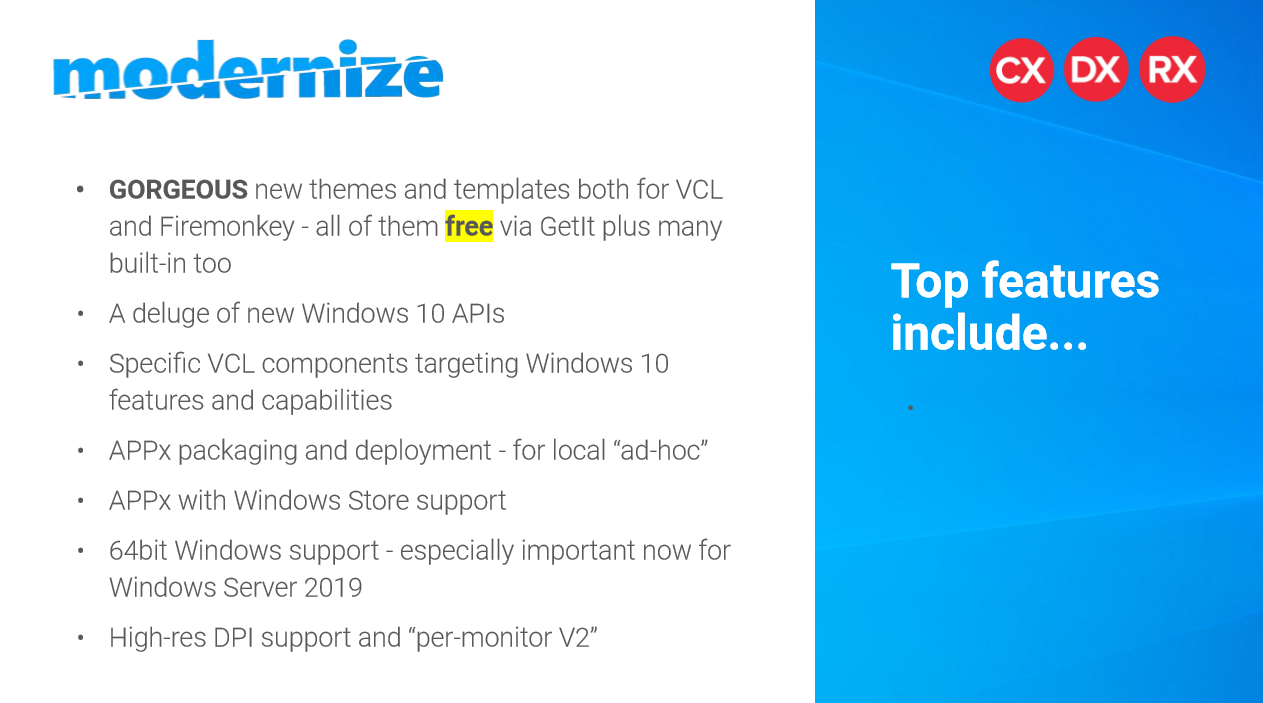 modernize
CX DX RX
• GORGEOUS new themes and templates both for VCL
and Firemonkey - all of them free via GetIt plus many
built-in too
• A deluge of new Windows 10 APIs
• Specific VCL components targeting Windows 10
features and capabilities
• APPx packaging and deployment - for local “ad-hoc”
• APPx with Windows Store support
• 64bit Windows support - especially important now for
Windows Server 2019
• High-res DPI support and “per-monitor V2”
Top features
include...